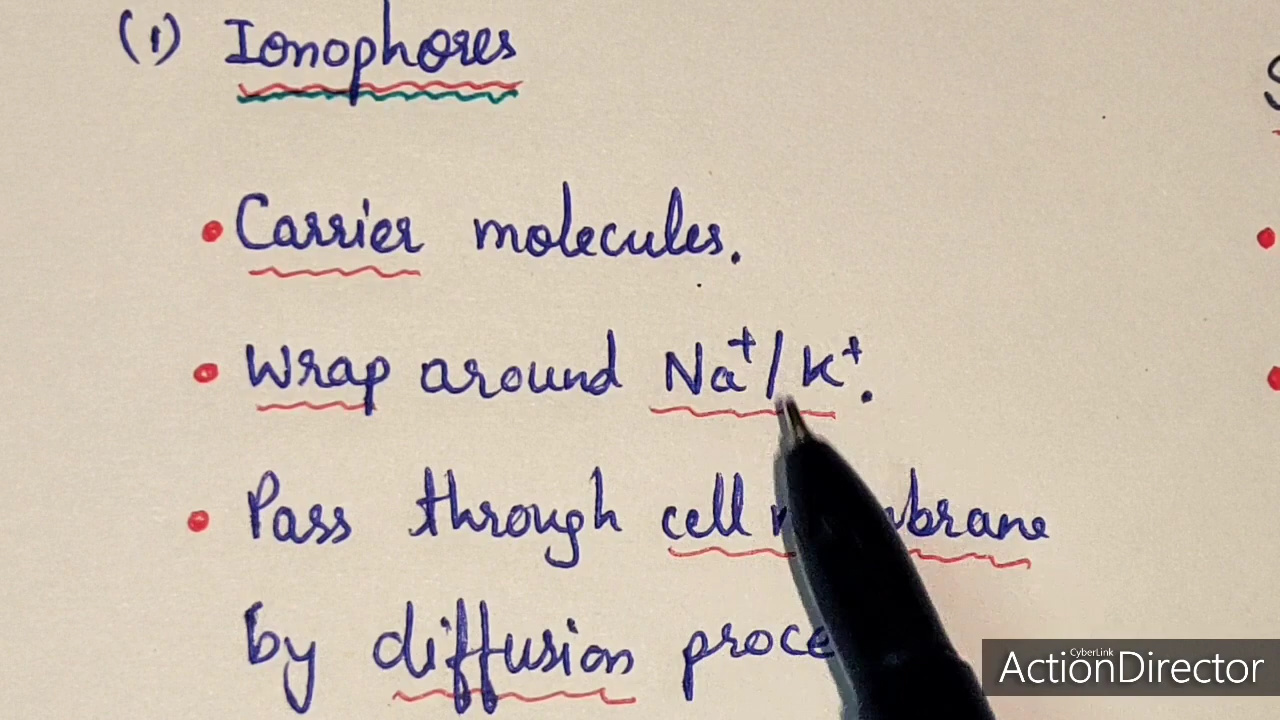 (1) Ionophores
S
• Carrier molecules.
• Wrap around Na⁺/K⁺.
• Pass through cell
by diffusion
CyberLink
ActionDirector